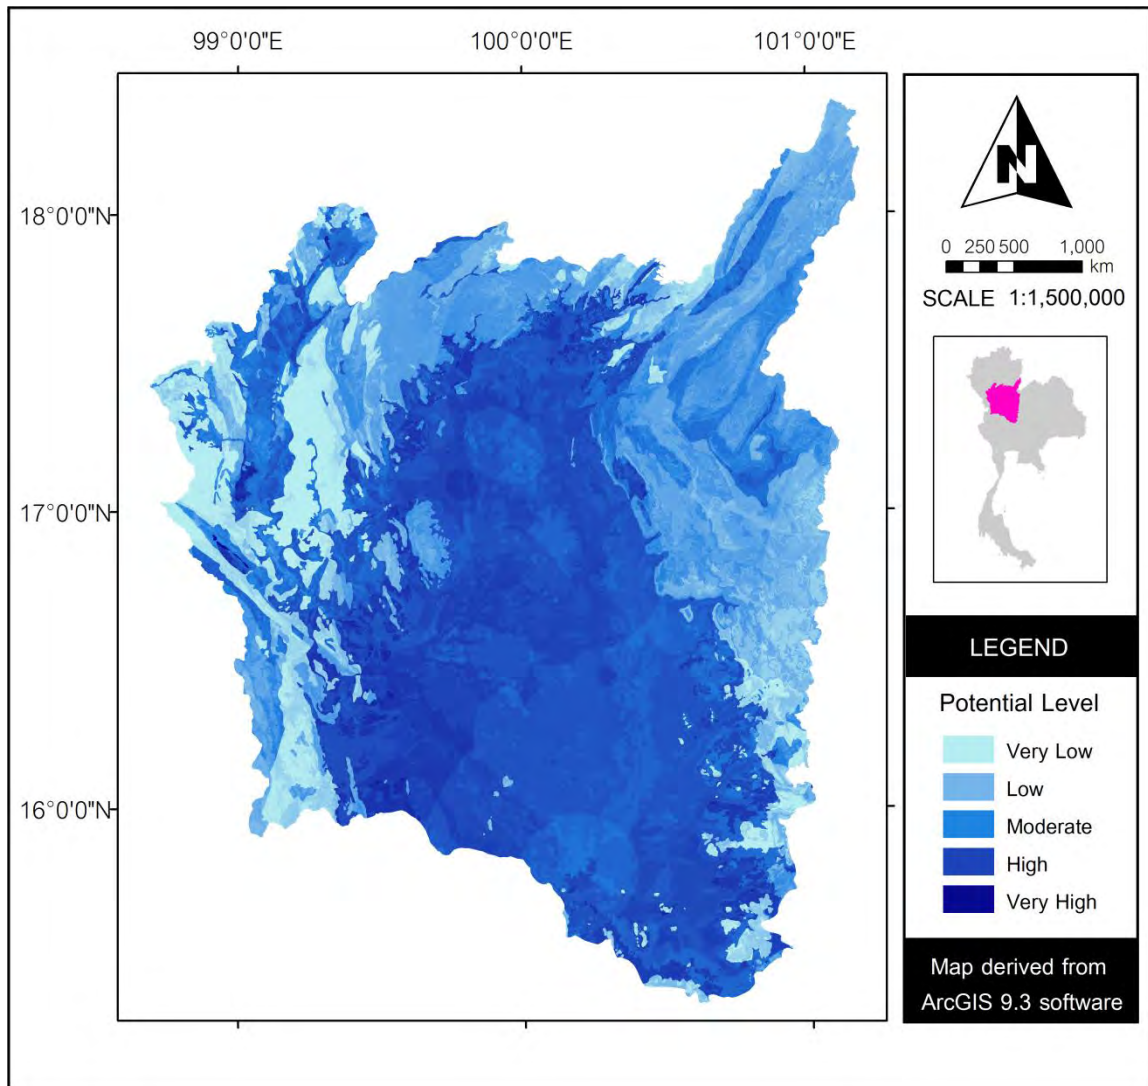 99°0'0"E 100°0'0"E 101°0'0"E
18°0'0"N
17°0'0"N
16°0'0"N
N
0 250 500 1,000
km
SCALE 1:1,500,000
LEGEND
Potential Level
Very Low
Low
Moderate
High
Very High
Map derived from
ArcGIS 9.3 software